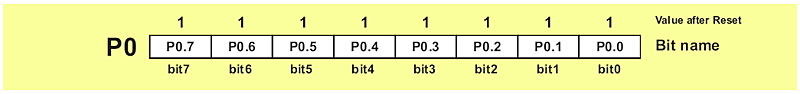 1 1 1 1 1 1 1 1 Value after Reset
P0 P0.7 P0.6 P0.5 P0.4 P0.3 P0.2 P0.1 P0.0 Bit name
bit7 bit6 bit5 bit4 bit3 bit2 bit1 bit0